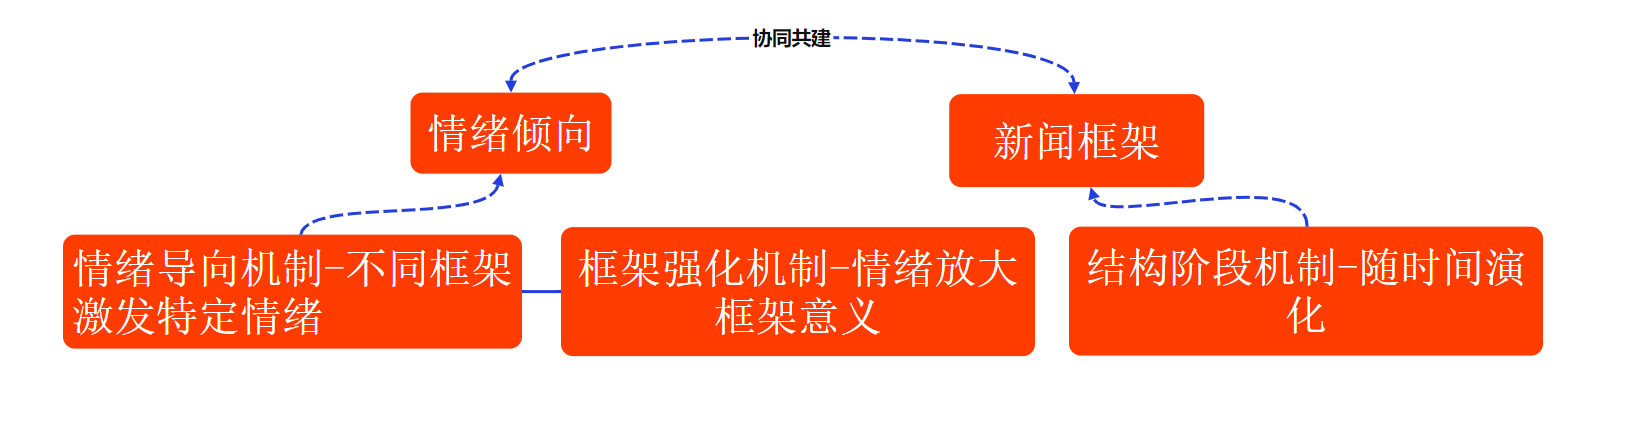 协同共建
情绪倾向
新闻框架
情绪导向机制-不同框架
激发特定情绪
框架强化机制-情绪放大
框架意义
结构阶段机制-随时间演
化